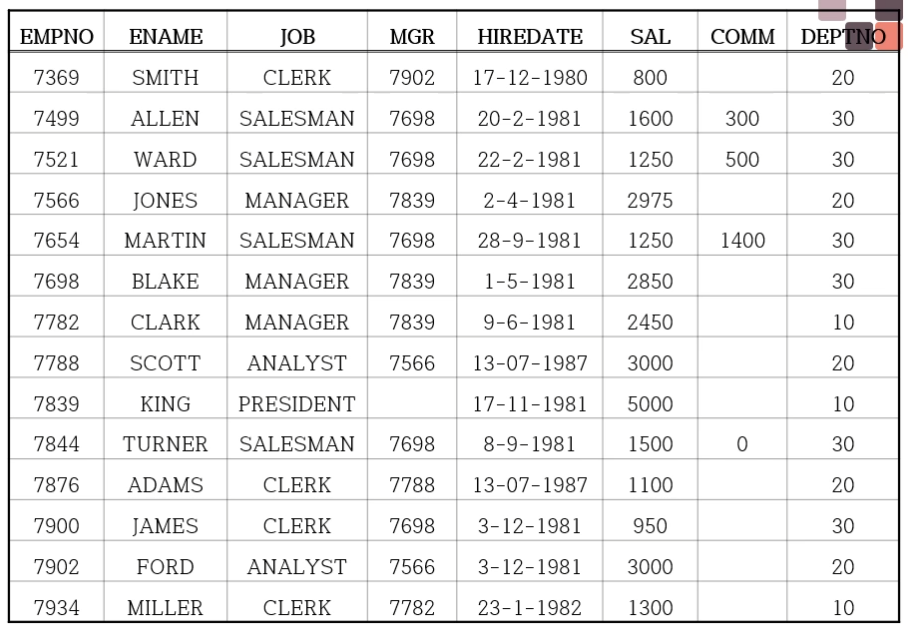 EMPNO ENAME JOB MGR HIREDATE SAL COMM DEPTNO
7369 SMITH CLERK 7902 17-12-1980 800 20
7499 ALLEN SALESMAN 7698 20-2-1981 1600 300 30
7521 WARD SALESMAN 7698 22-2-1981 1250 500 30
7566 JONES MANAGER 7839 2-4-1981 2975 20
7654 MARTIN SALESMAN 7698 28-9-1981 1250 1400 30
7698 BLAKE MANAGER 7839 1-5-1981 2850 30
7782 CLARK MANAGER 7839 9-6-1981 2450 10
7788 SCOTT ANALYST 7566 13-07-1987 3000 20
7839 KING PRESIDENT 17-11-1981 5000 10
7844 TURNER SALESMAN 7698 8-9-1981 1500 0 30
7876 ADAMS CLERK 7788 13-07-1987 1100 20
7900 JAMES CLERK 7698 3-12-1981 950 30
7902 FORD ANALYST 7566 3-12-1981 3000 20
7934 MILLER CLERK 7782 23-1-1982 1300 10